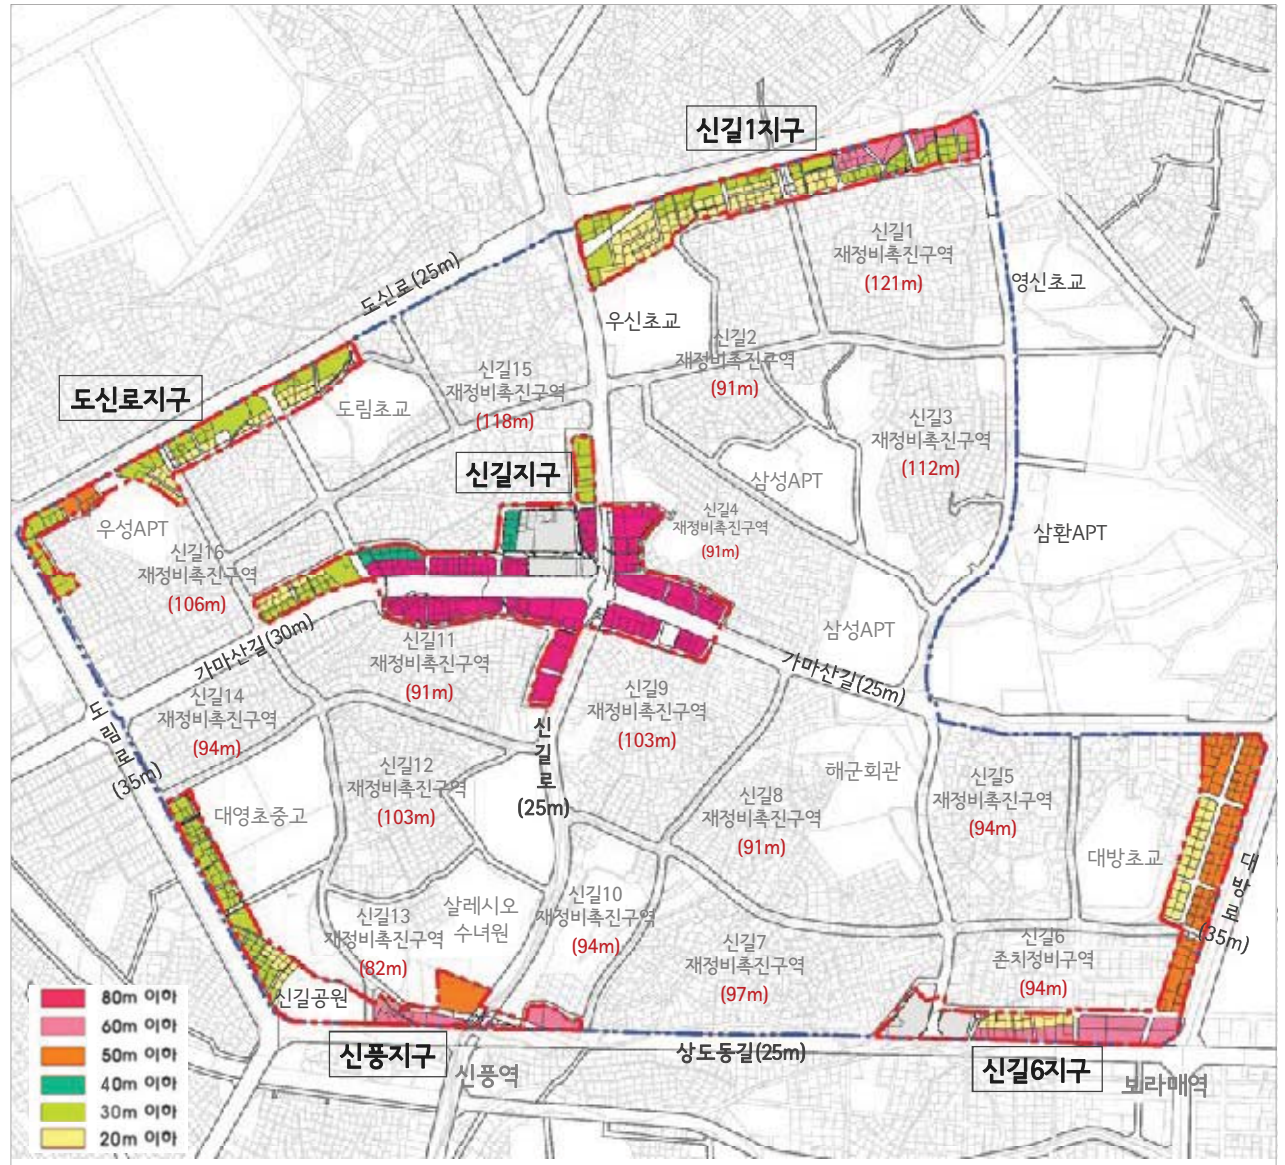 신길1지구
신길1
재정비촉진구역
(121m)
영신초교
도신로(25m)
우신초교
신길2
재정비촉진구역
(91m)
신길15
재정비촉진구역
(118m)
도신로지구
도림초교
신길3
재정비촉진구역
(112m)
신길지구
삼성APT
신길4
재정비촉진구역
(91m)
우성APT
삼환APT
신길16
재정비촉진구역
(106m)
가마산길(30m)
신길11
재정비촉진구역
(91m)
삼성APT
가마산길(25m)
신길14
재정비촉진구역
(94m)
신길9
재정비촉진구역
(103m)
도림로
(35m)
신길로
(25m)
신길12
재정비촉진구역
(103m)
해군회관
신길5
재정비촉진구역
(94m)
신길8
재정비촉진구역
(91m)
대영초중고
대방초교
대방로
(35m)
신길13
재정비촉진구역
(82m)
살레시오
수녀원
신길10
재정비촉진구역
(94m)
신길7
재정비촉진구역
(97m)
신길6
존치정비구역
(94m)
신길공원
80m 이하
60m 이하
50m 이하
40m 이하
30m 이하
20m 이하
신풍지구
신풍역
상도동길(25m)
신길6지구
보라매역